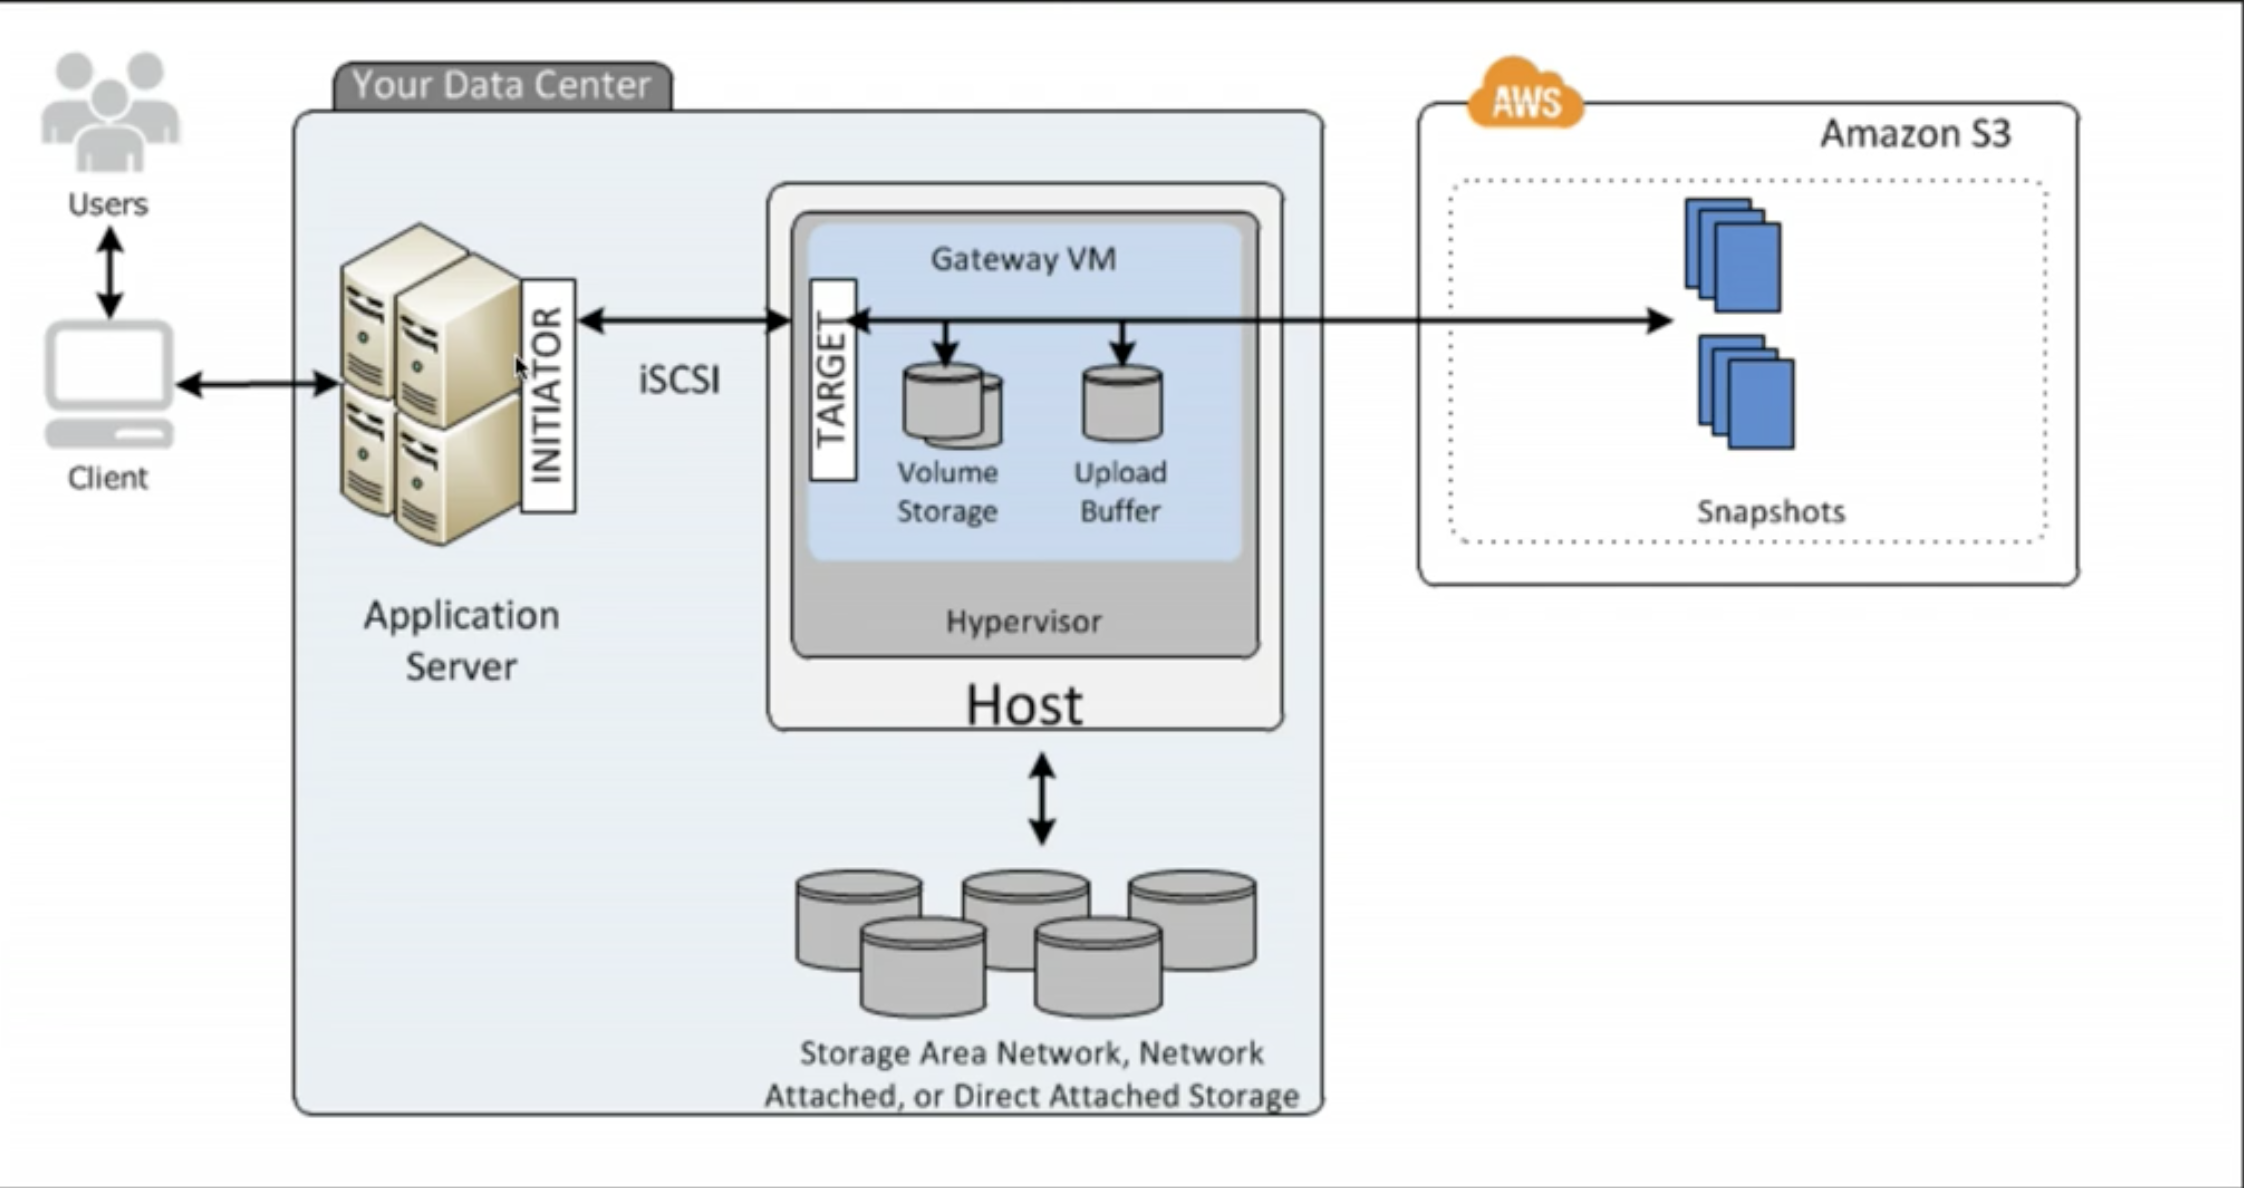 Users
Client
Your Data Center
Application
Server
INITIATOR
iSCSI
TARGET
Gateway VM
Volume
Storage
Upload
Buffer
Hypervisor
Host
Storage Area Network, Network
Attached, or Direct Attached Storage
AWS
Amazon S3
Snapshots